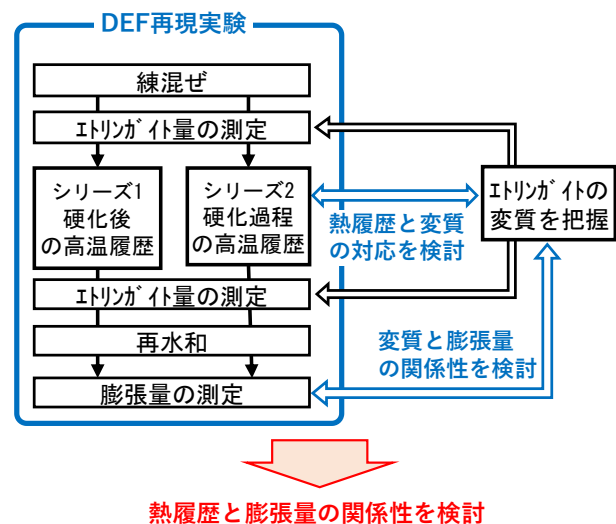 DEF再現実験
練混ぜ
ｴﾄﾘﾝｶﾞｲﾄ量の測定
シリーズ1
硬化後
の高温履歴
シリーズ2
硬化過程
の高温履歴
熱履歴と変質
の対応を検討
ｴﾄﾘﾝｶﾞｲﾄの
変質を把握
ｴﾄﾘﾝｶﾞｲﾄ量の測定
再水和
変質と膨張量
の関係性を検討
膨張量の測定
熱履歴と膨張量の関係性を検討